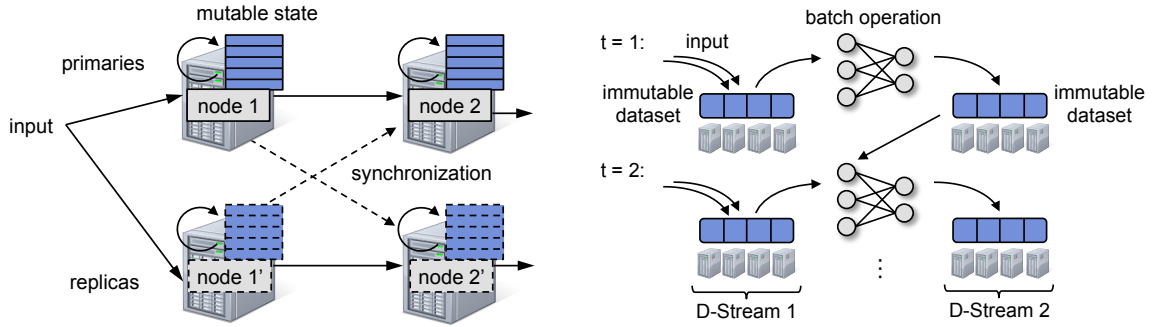 mutable state
primaries
node 1
node 2
input
synchronization
replicas
node 1'
node 2'
batch operation
t = 1:
input
immutable
dataset
immutable
dataset
t = 2:
⋮
D-Stream 1
D-Stream 2